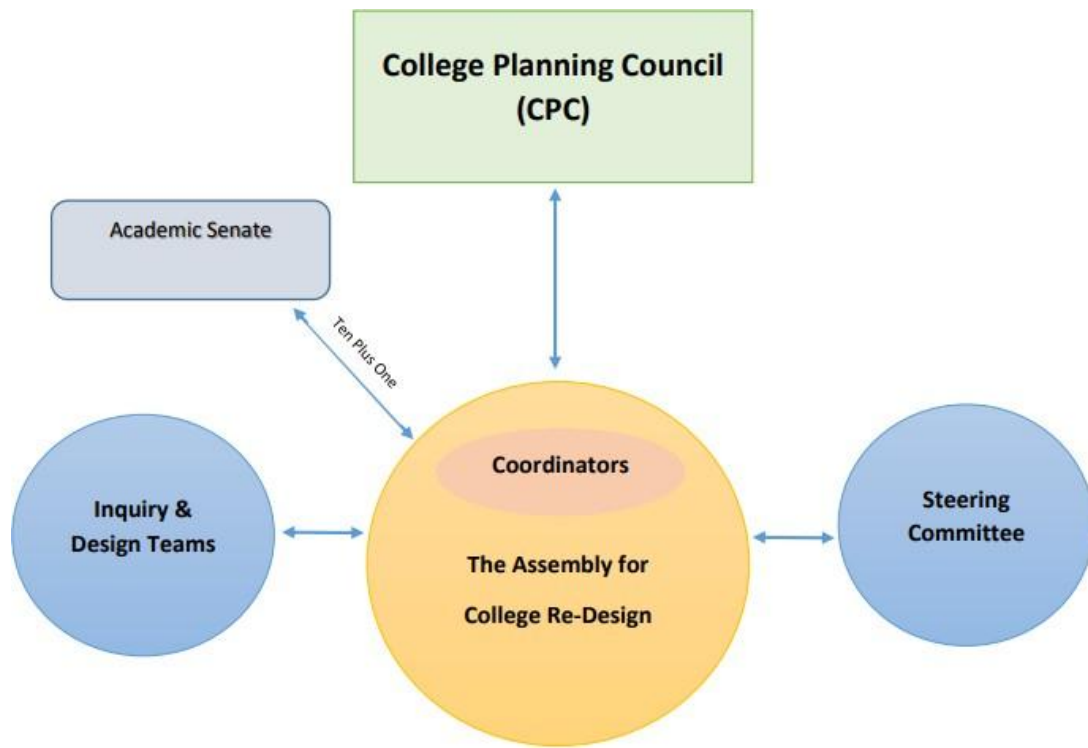 College Planning Council
(CPC)
Academic Senate
Ten Plus One
Coordinators
Inquiry &
Design Teams
The Assembly for
College Re-Design
Steering
Committee